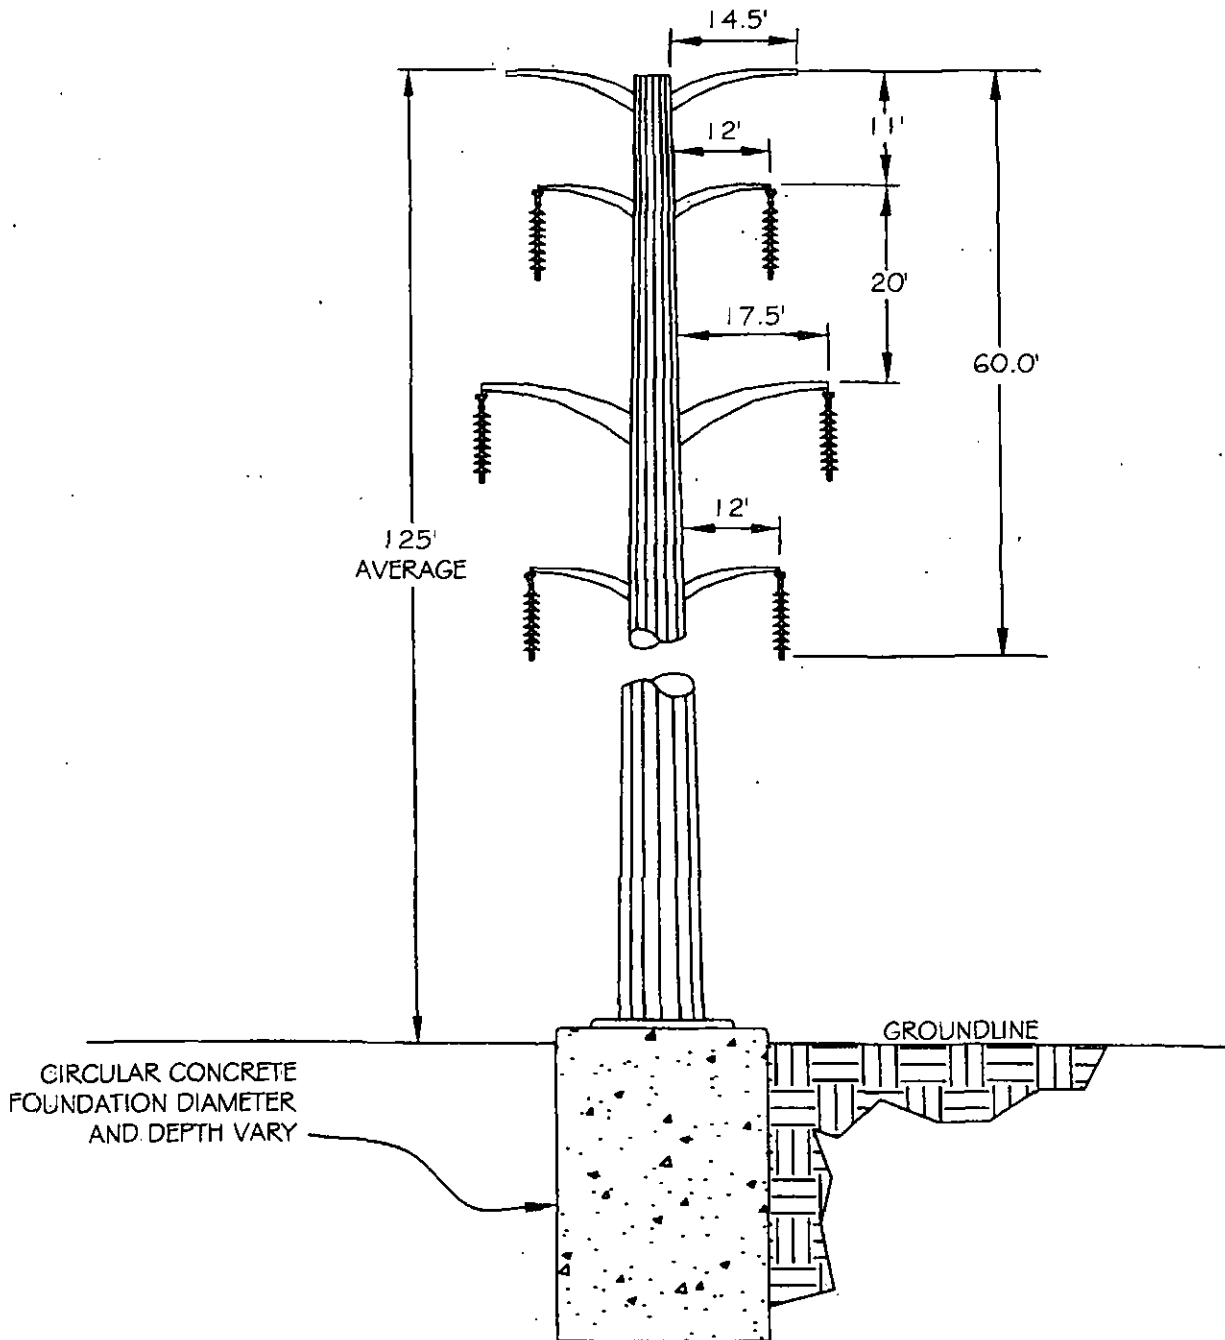 14.5'
12'
11'
20'
17.5'
60.0'
12'
125'
AVERAGE
GROUNDLINE
CIRCULAR CONCRETE
FOUNDATION DIAMETER
AND DEPTH VARY